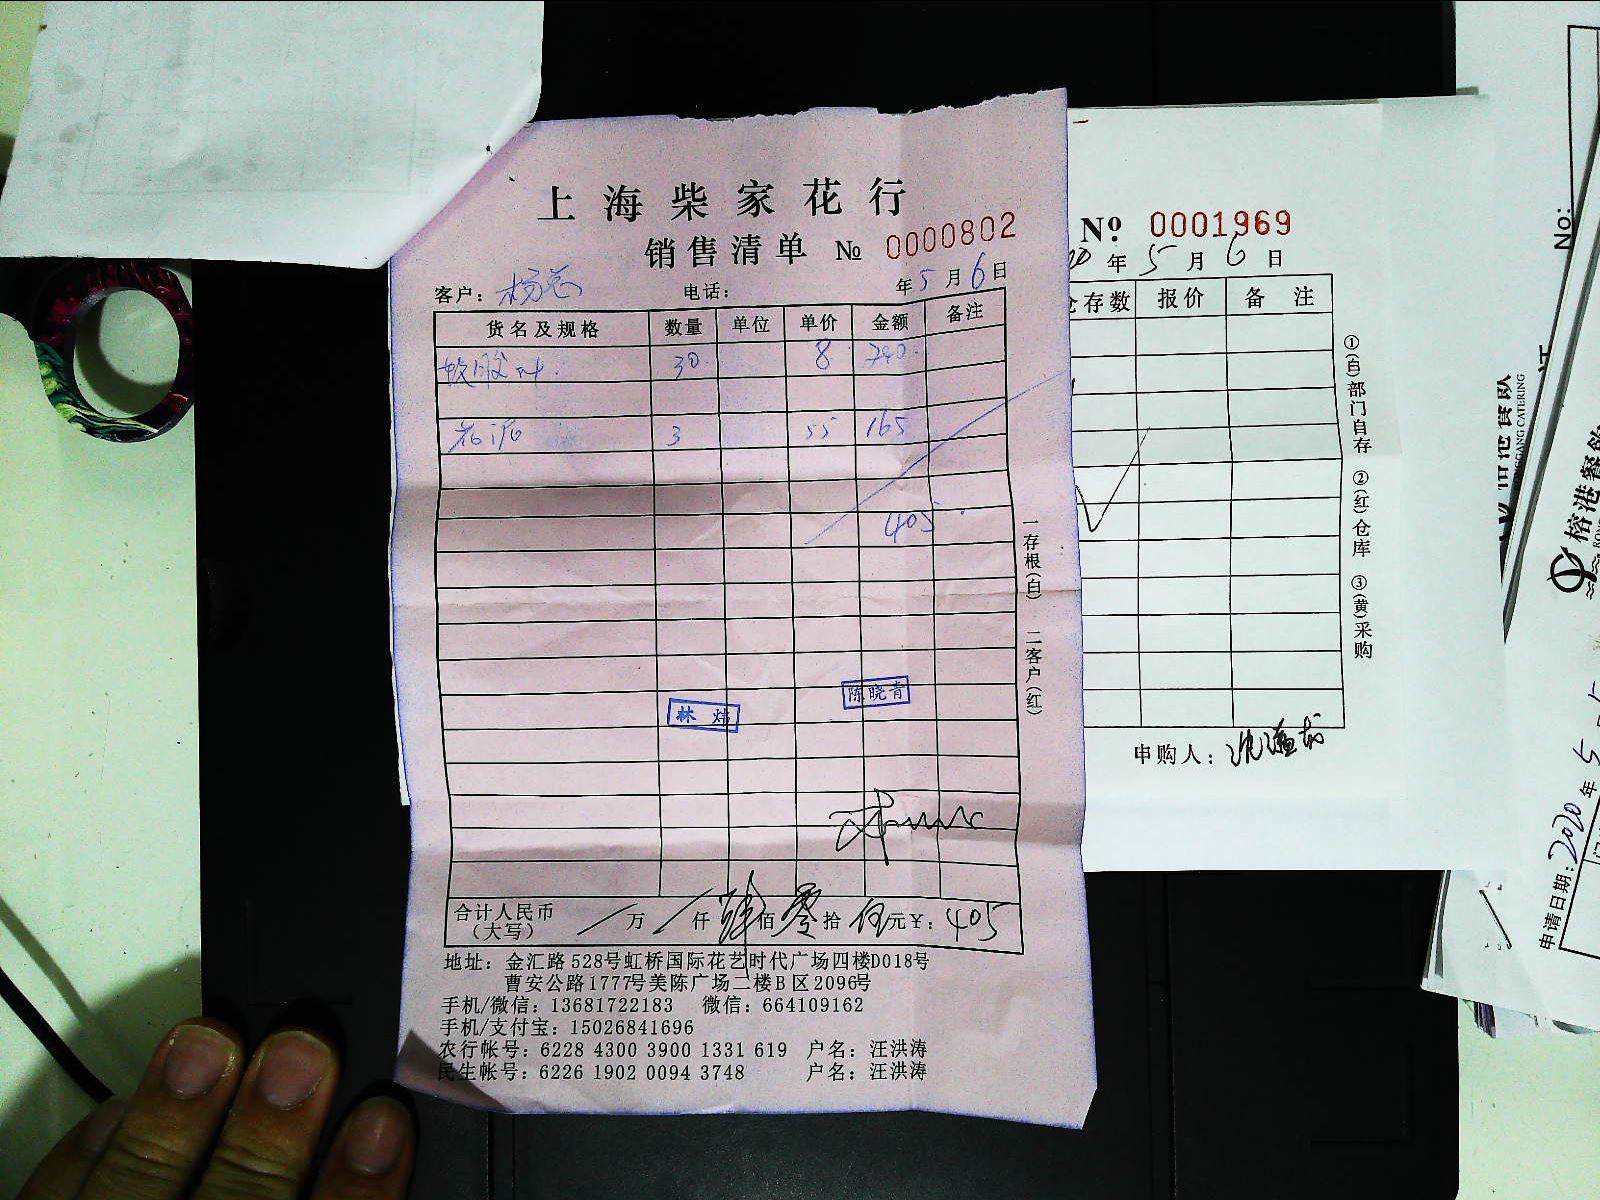 上海柴家花行
销售清单 № 0000802
客户：杨总 电话： 年5月6日
货名及规格 数量 单位 单价 金额 备注
30 8 240
花泥 3 55 165
405
一存根(白) 二客户(红)
林炜
陈晓青
合计人民币(大写) 万 仟 肆佰零拾伍元￥：405
地址：金汇路528号虹桥国际花艺时代广场四楼D018号
曹安公路1777号美陈广场二楼B区2096号
手机/微信：13681722183 微信：664109162
手机/支付宝：15026841696
农行帐号：6228 4300 3900 1331 619 户名：汪洪涛
民生帐号：6226 1902 0094 3748 户名：汪洪涛
Nº 0001969
年5月6日
仓存数 报价 备注
①(白)部门自存 ②(红)仓库 ③(黄)采购
申购人：
No:
榕港餐飲
申请日期：2020年5